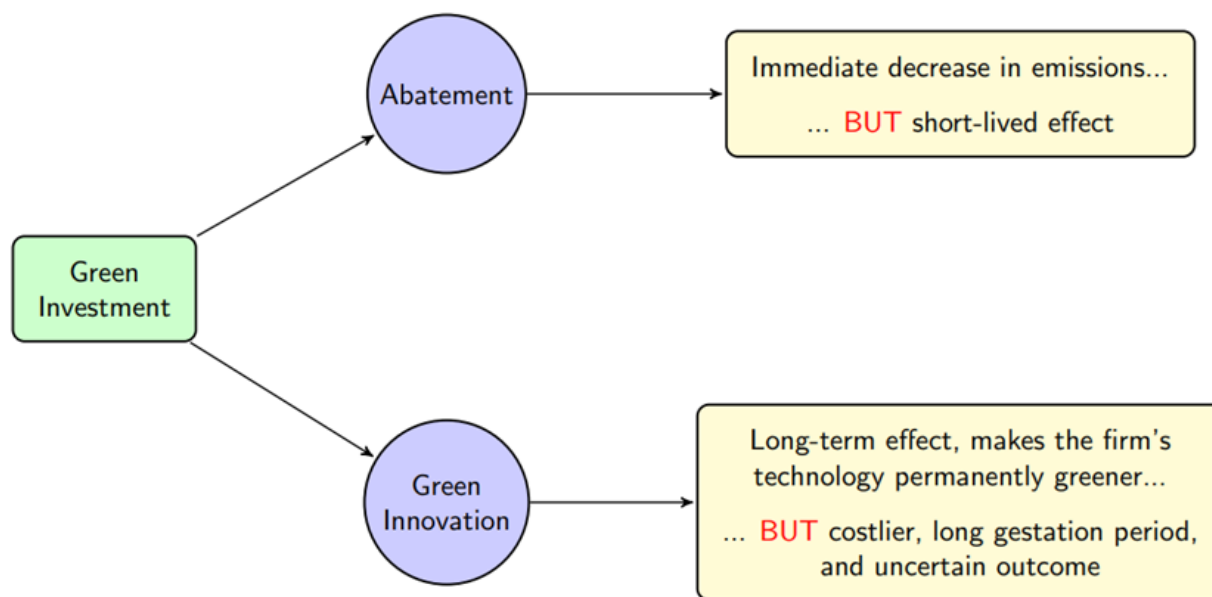 Abatement
Immediate decrease in emissions...
... BUT short-lived effect
Green
Investment
Green
Innovation
Long-term effect, makes the firm's
technology permanently greener...
... BUT costlier, long gestation period,
and uncertain outcome